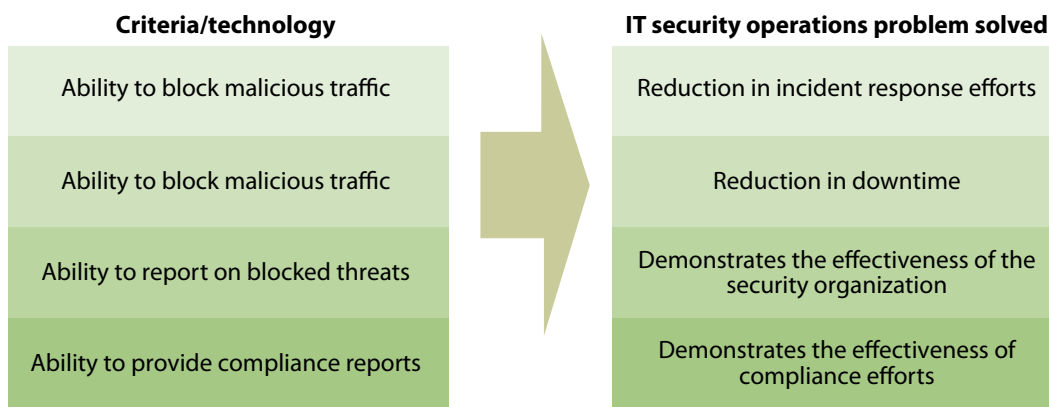 Criteria/technology
Ability to block malicious traffic
Ability to block malicious traffic
Ability to report on blocked threats
Ability to provide compliance reports
IT security operations problem solved
Reduction in incident response efforts
Reduction in downtime
Demonstrates the effectiveness of the
security organization
Demonstrates the effectiveness of
compliance efforts